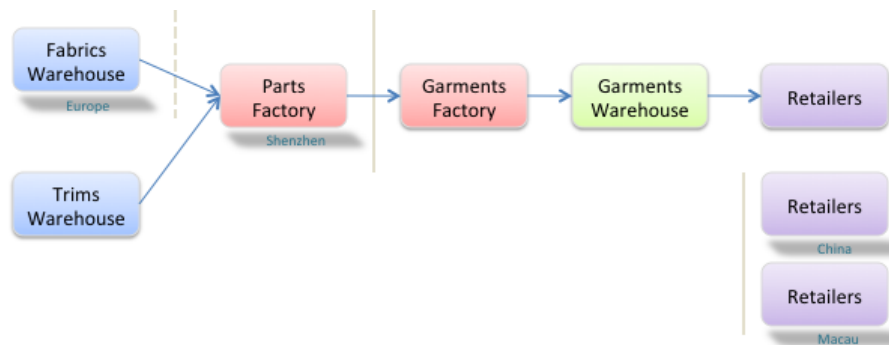 Fabrics
Warehouse
Europe
Parts
Factory
Shenzhen
Garments
Factory
Garments
Warehouse
Retailers
Trims
Warehouse
Retailers
China
Retailers
Macau